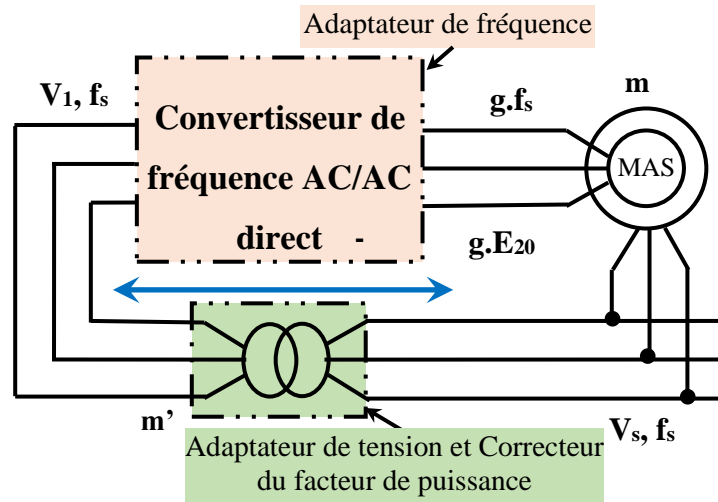 Adaptateur de fréquence
V₁, fₛ
Convertisseur de
fréquence AC/AC
direct -
g.fₛ
g.E₂₀
m
MAS
m’
Vₛ, fₛ
Adaptateur de tension et Correcteur
du facteur de puissance